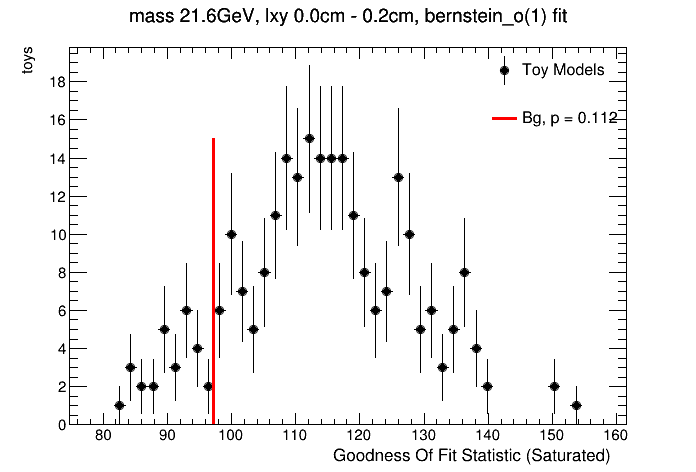 mass 21.6GeV, lxy 0.0cm - 0.2cm, bernstein_o(1) fit
toys
Toy Models
Bg, p = 0.112
18
16
14
12
10
8
6
4
2
0
80 90 100 110 120 130 140 150 160
Goodness Of Fit Statistic (Saturated)